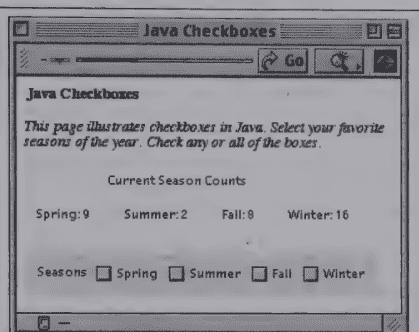 Java Checkboxes
Go
Java Checkboxes
This page illustrates checkboxes in Java. Select your favorite
seasons of the year. Check any or all of the boxes.
Current Season Counts
Spring: 9 Summer: 2 Fall: 8 Winter: 16
Seasons Spring Summer Fall Winter